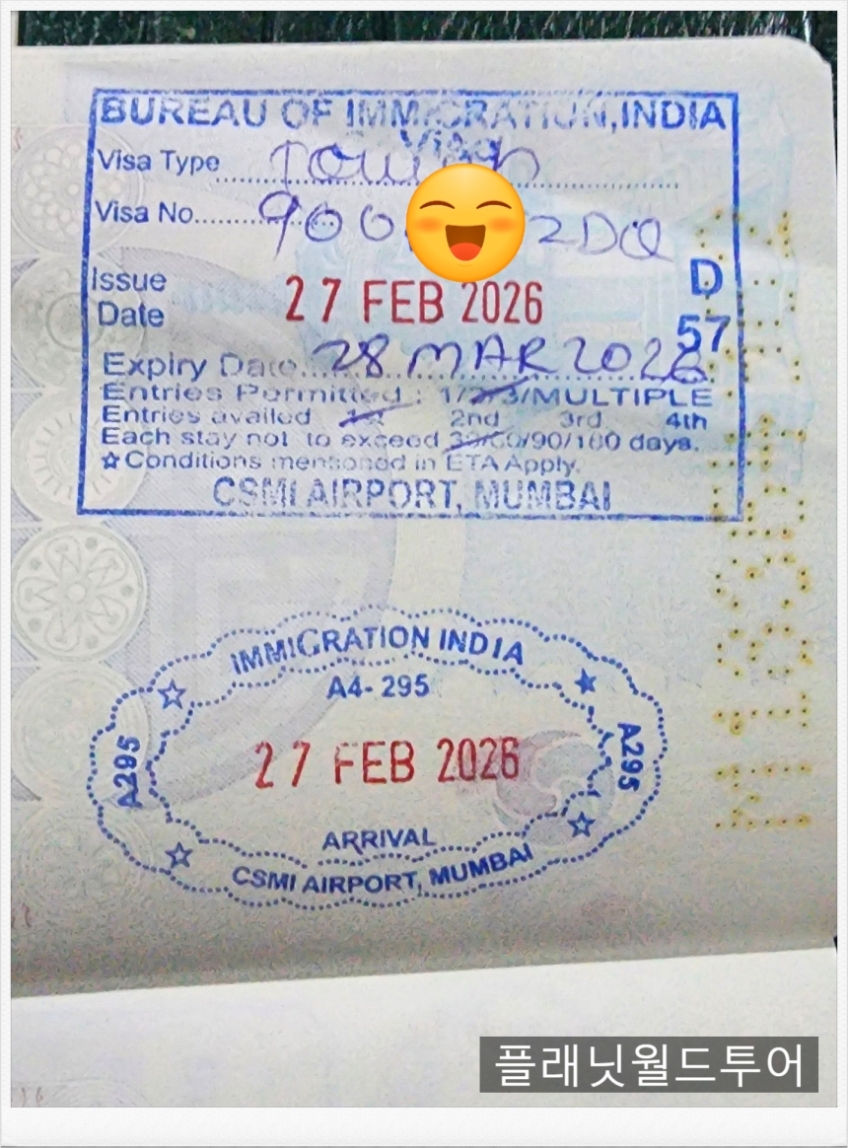 BUREAU OF IMMIGRATION,INDIA
Visa Type Tourist Visa
Visa No. 900 2DQ
Issue Date 27 FEB 2026
D 57
Expiry Date 28 MAR 2026
Entries Permitted : 1/2/3/MULTIPLE
Entries availed 1st 2nd 3rd 4th
Each stay not to exceed 30/60/90/180 days.
☆Conditions mentioned in ETA Apply.
CSMI AIRPORT, MUMBAI
IMMIGRATION INDIA
A4-295
A295
27 FEB 2026
A295
ARRIVAL
CSMI AIRPORT, MUMBAI
플래닛월드투어